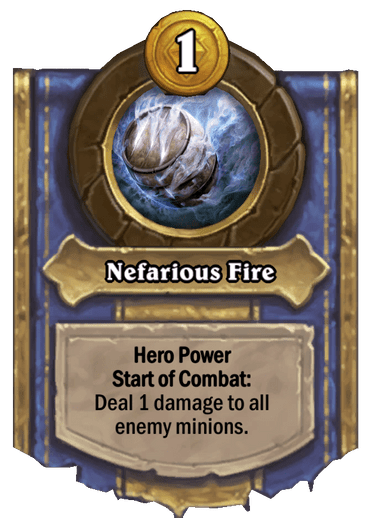 1
Nefarious Fire
Hero Power
Start of Combat:
Deal 1 damage to all
enemy minions.